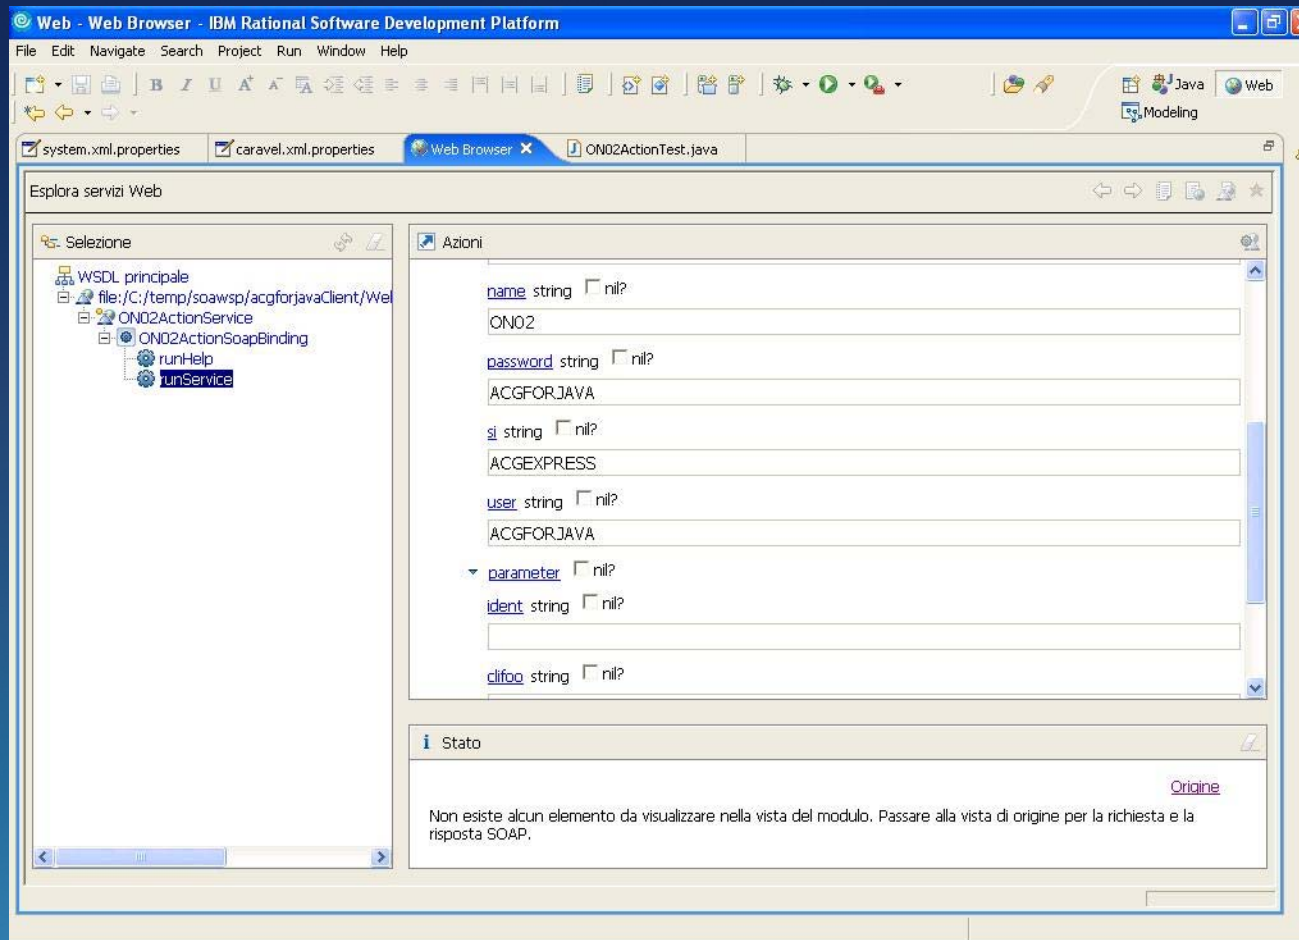 Web - Web Browser - IBM Rational Software Development Platform
File Edit Navigate Search Project Run Window Help
B I U A A
Java Web
Modeling
system.xml.properties caravel.xml.properties Web Browser ON02ActionTest.java
Esplora servizi Web
Selezione
WSDL principale
file:/C:/temp/soawsp/acgforjavaClient/Wel
ON02ActionService
ON02ActionSoapBinding
runHelp
runService
Azioni
name string nil?
ON02
password string nil?
ACGFORJAVA
si string nil?
ACGEXPRESS
user string nil?
ACGFORJAVA
parameter nil?
ident string nil?
clifoo string nil?
i Stato
Origine
Non esiste alcun elemento da visualizzare nella vista del modulo. Passare alla vista di origine per la richiesta e la
risposta SOAP.